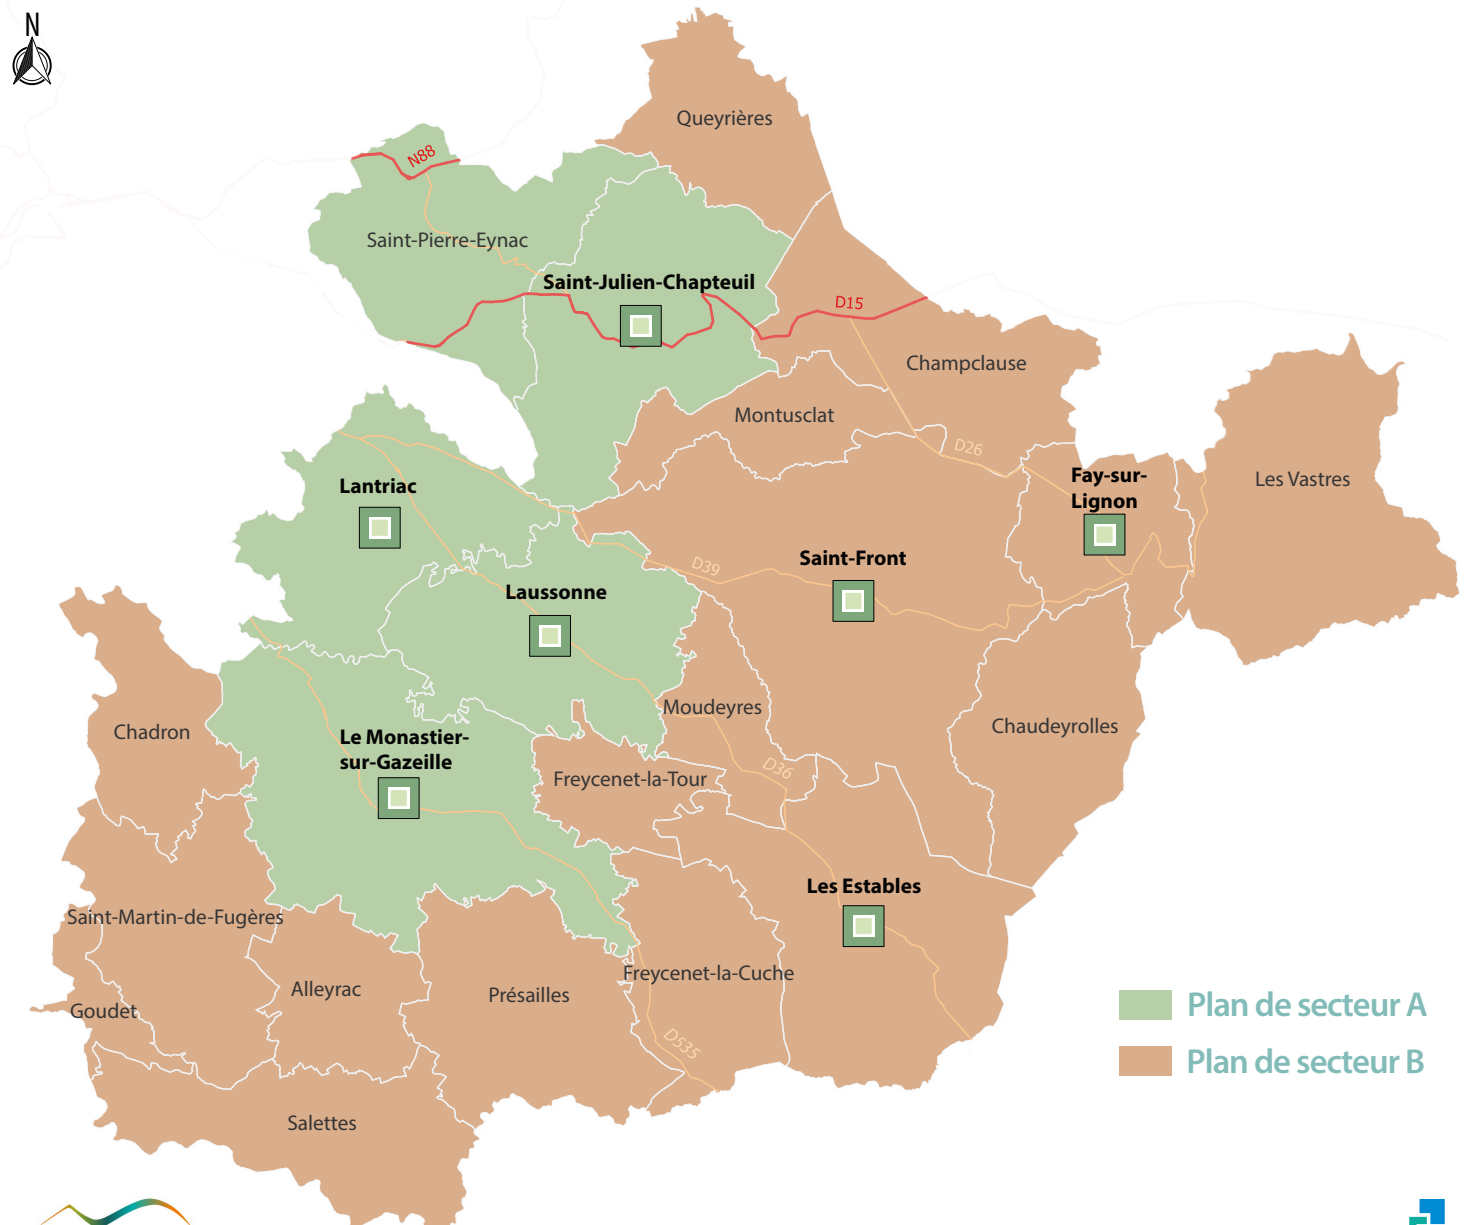 N
Queyrières
N88
Saint-Pierre-Eynac
Saint-Julien-Chapteuil
D15
Champclause
Montusclat
D26
Fay-sur-
Lignon
Les Vastres
Lantriac
Saint-Front
D39
Laussonne
Chadron
Moudeyres
Chaudeyrolles
Le Monastier-
sur-Gazeille
D36
Freycenet-la-Tour
Les Estables
Saint-Martin-de-Fugères
Freycenet-la-Cuche
Alleyrac
Présailles
Goudet
D535
Salettes
Plan de secteur A
Plan de secteur B